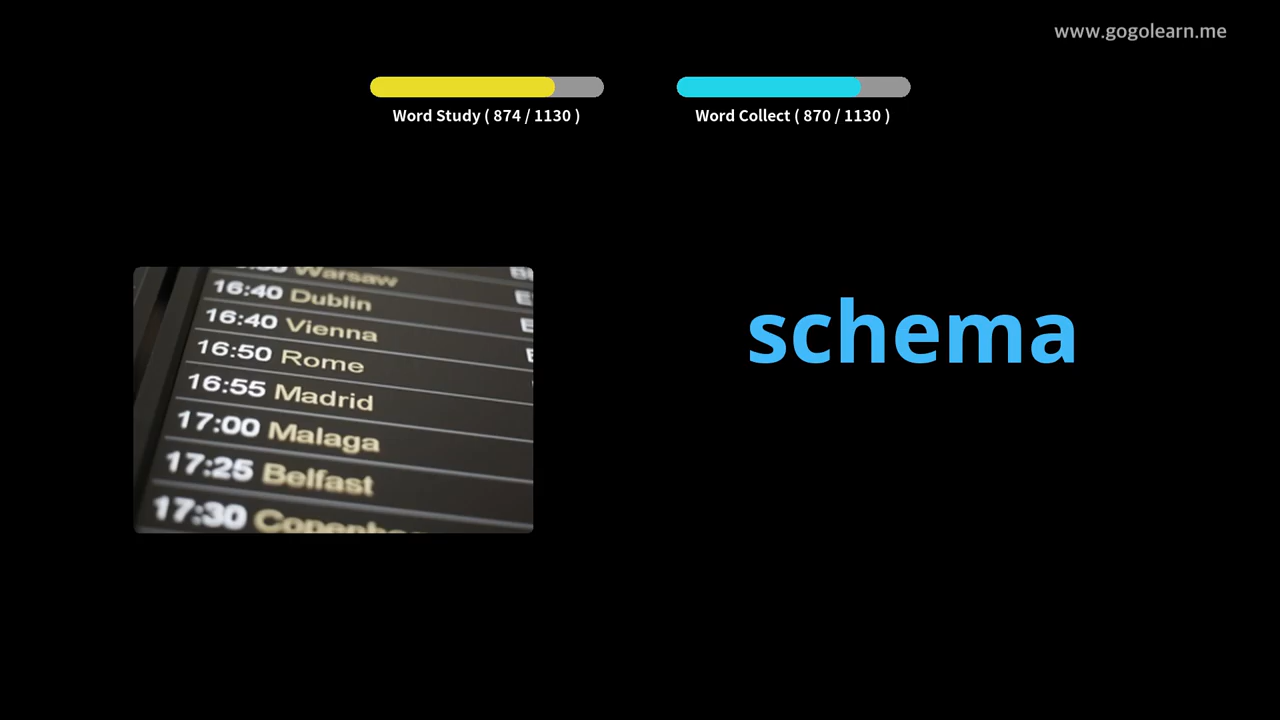 www.gogolearn.me
Word Study ( 874 / 1130 )
Word Collect ( 870 / 1130 )
Warsaw
16:40 Dublin
16:40 Vienna
16:50 Rome
16:55 Madrid
17:00 Malaga
17:25 Belfast
17:30
schema